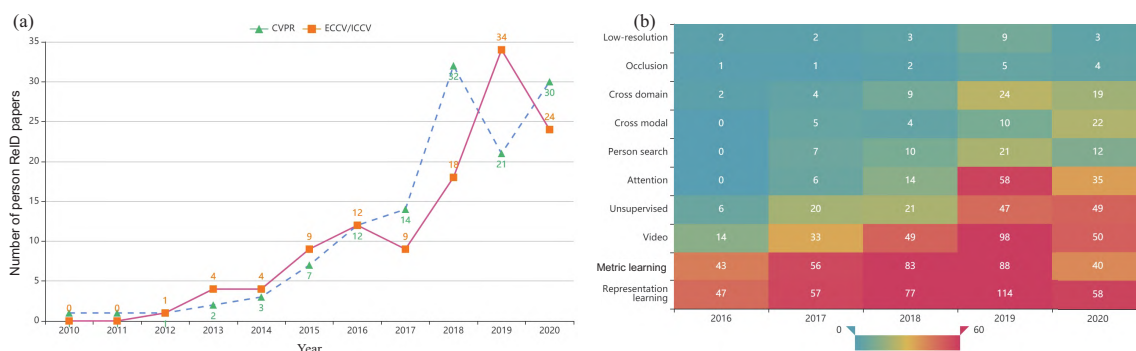 (a)
CVPR ECCV/ICCV
Number of person ReID papers
35
30
25
20
15
10
5
0
0 0 1 4 4 9 12 9 18 34 24
2 3 7 12 14 32 21 30
2010 2011 2012 2013 2014 2015 2016 2017 2018 2019 2020
Year
(b)
Low-resolution 2 2 3 9 3
Occlusion 1 1 2 5 4
Cross domain 2 4 9 24 19
Cross modal 0 5 4 10 22
Person search 0 7 10 21 12
Attention 0 6 14 58 35
Unsupervised 6 20 21 47 49
Video 14 33 49 98 50
Metric learning 43 56 83 88 40
Representation
learning 47 57 77 114 58
2016 2017 2018 2019 2020
0 60